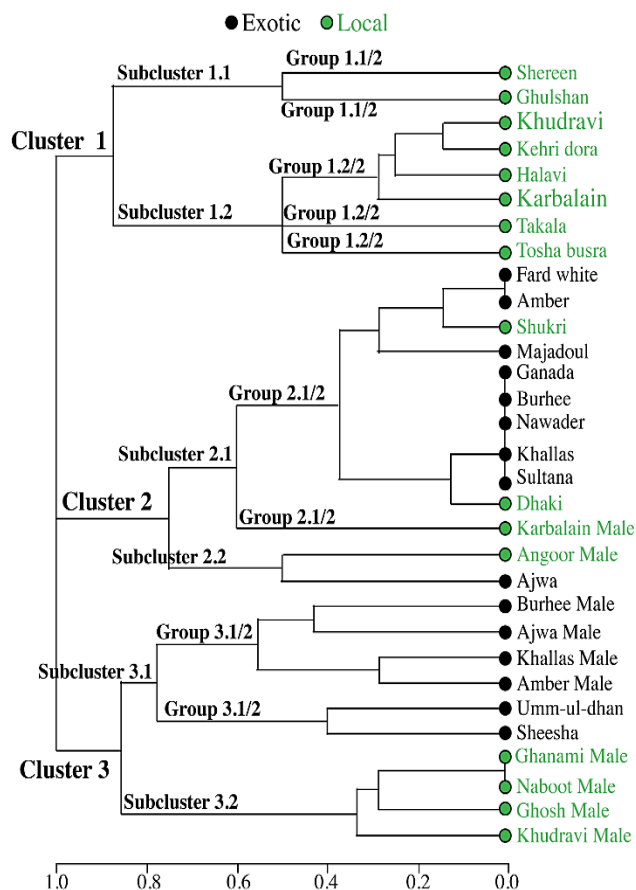 Exotic Local
Group 1.1/2
Shereen
Subcluster 1.1
Ghulshan
Group 1.1/2
Khudravi
Cluster 1
Kehri dora
Group 1.2/2
Halavi
Karbalain
Subcluster 1.2
Group 1.2/2
Takala
Group 1.2/2
Tosha busra
Fard white
Amber
Shukri
Majadoul
Ganada
Group 2.1/2
Burhee
Nawader
Subcluster 2.1
Khallas
Sultana
Cluster 2
Dhaki
Group 2.1/2
Karbalain Male
Subcluster 2.2
Angoor Male
Ajwa
Burhee Male
Group 3.1/2
Ajwa Male
Subcluster 3.1
Khallas Male
Amber Male
Group 3.1/2
Umm-ul-dhan
Sheesha
Cluster 3
Ghanami Male
Naboot Male
Subcluster 3.2
Ghosh Male
Khudravi Male
1.0 0.8 0.6 0.4 0.2 0.0